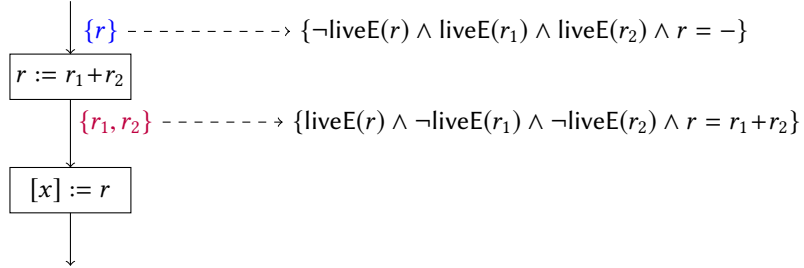 {r} {¬liveE(r) ∧ liveE(r₁) ∧ liveE(r₂) ∧ r = −}
r := r₁+r₂
{r₁, r₂} {liveE(r) ∧ ¬liveE(r₁) ∧ ¬liveE(r₂) ∧ r = r₁+r₂}
[x] := r